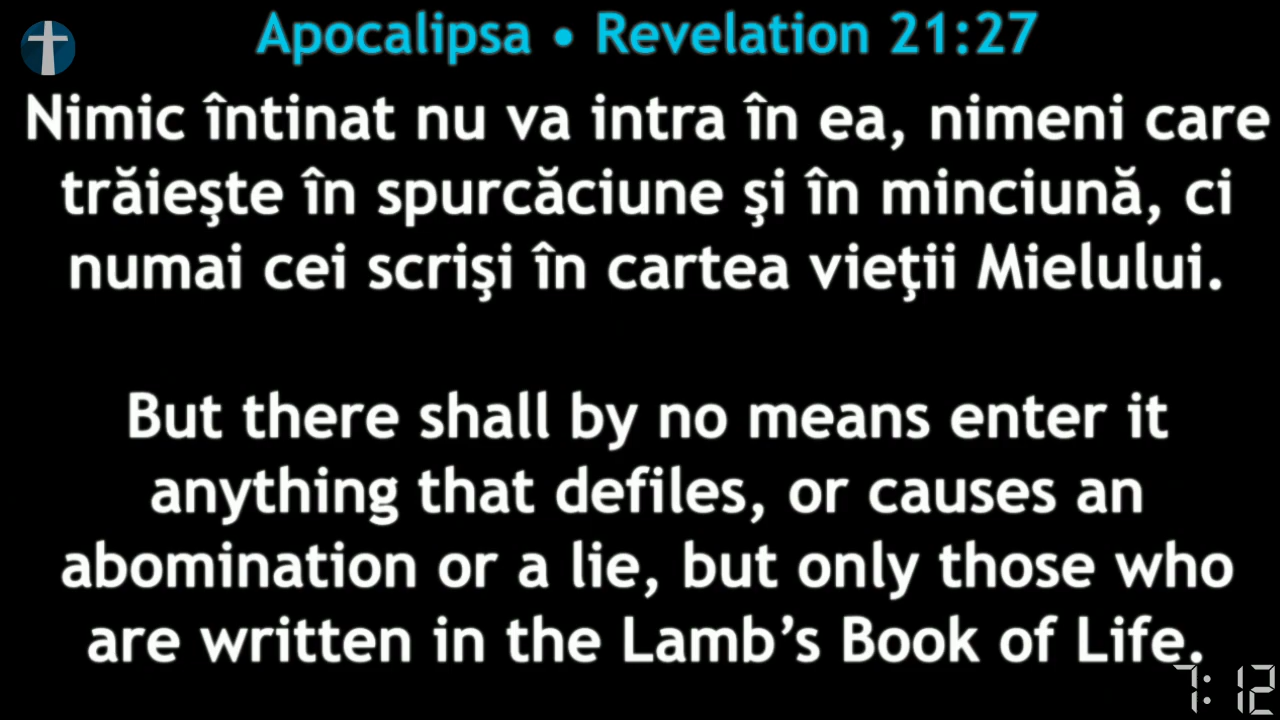 Apocalipsa • Revelation 21:27
Nimic întinat nu va intra în ea, nimeni care
trăieşte în spurcăciune şi în minciună, ci
numai cei scrişi în cartea vieţii Mielului.
But there shall by no means enter it
anything that defiles, or causes an
abomination or a lie, but only those who
are written in the Lamb’s Book of Life.
7:12